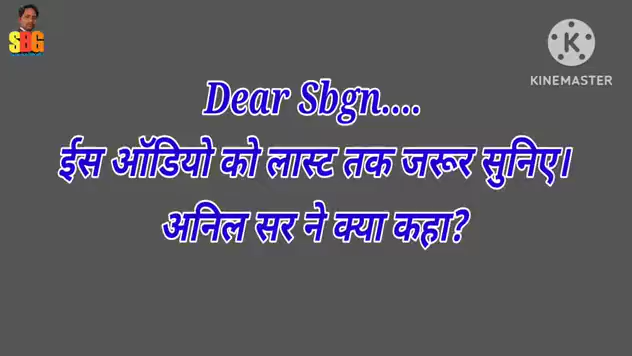 SBG
KINEMASTER
Dear Sbgn....
ईस ऑडियो को लास्ट तक जरूर सुनिए।
अनिल सर ने क्या कहा?